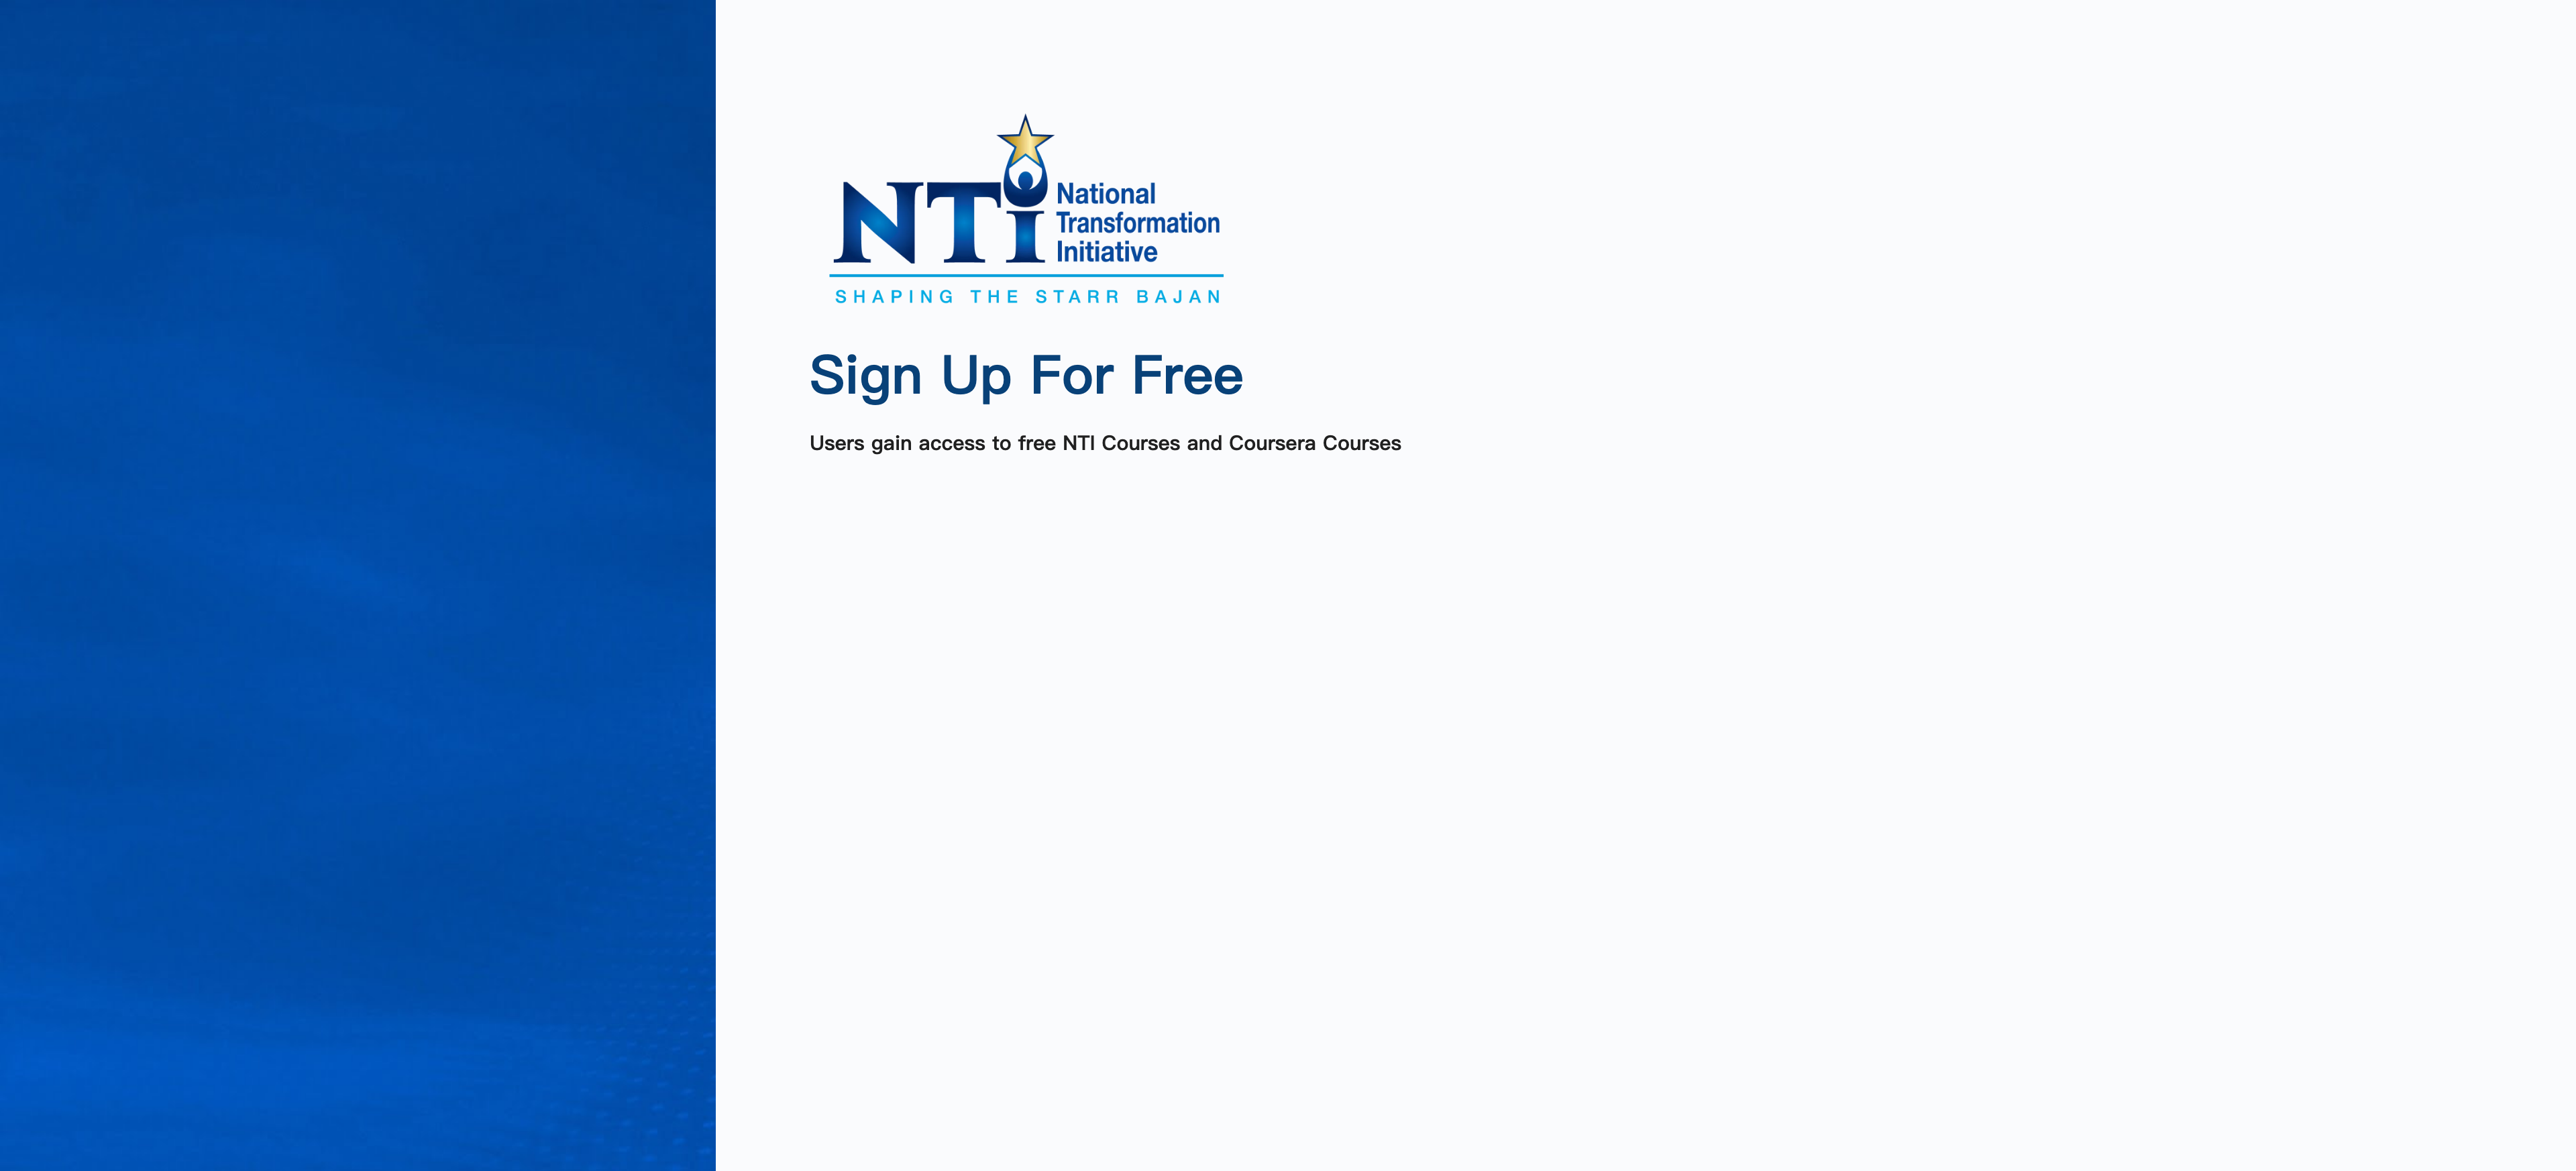 NTi
National
Transformation
Initiative
SHAPING THE STARR BAJAN
Sign Up For Free
Users gain access to free NTI Courses and Coursera Courses